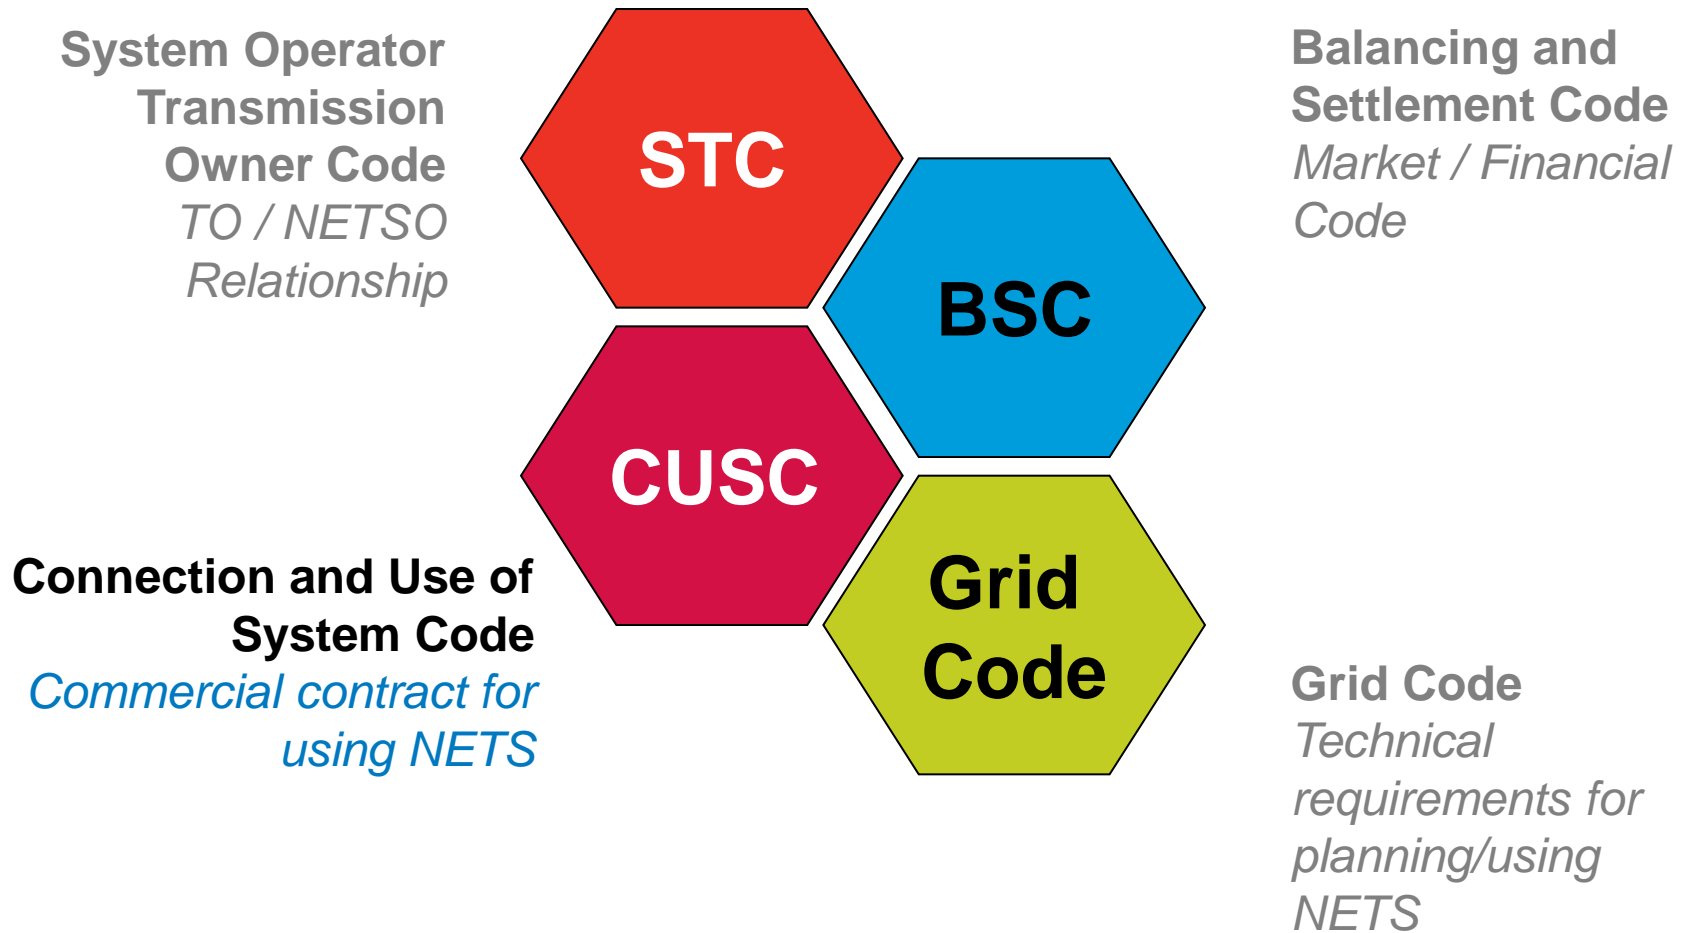 System Operator
Transmission
Owner Code
TO / NETSO
Relationship
STC
Balancing and
Settlement Code
Market / Financial
Code
BSC
CUSC
Connection and Use of
System Code
Commercial contract for
using NETS
Grid
Code
Grid Code
Technical
requirements for
planning/using
NETS